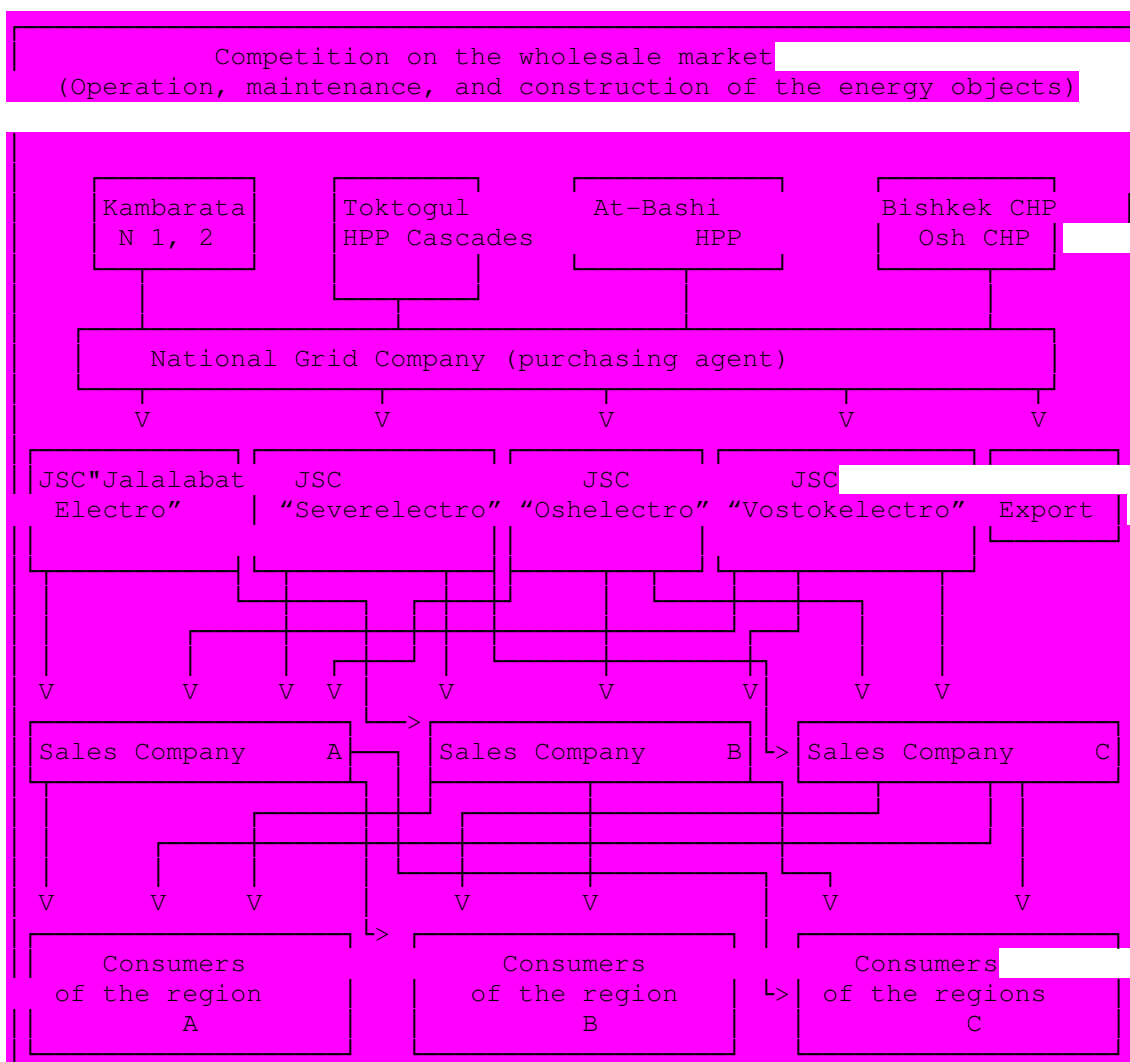 Competition on the wholesale market
(Operation, maintenance, and construction of the energy objects)
Kambarata Toktogul At-Bashi Bishkek CHP
N 1, 2 HPP Cascades HPP Osh CHP
National Grid Company (purchasing agent)
V V V V V
JSC"Jalalabat JSC JSC JSC
Electro” “Severelectro” “Oshelectro” “Vostokelectro” Export
V V V V V V V V V
>
Sales Company A Sales Company B > Sales Company C
V V V V V V V
>
Consumers Consumers Consumers
of the region of the region > of the regions
A B C